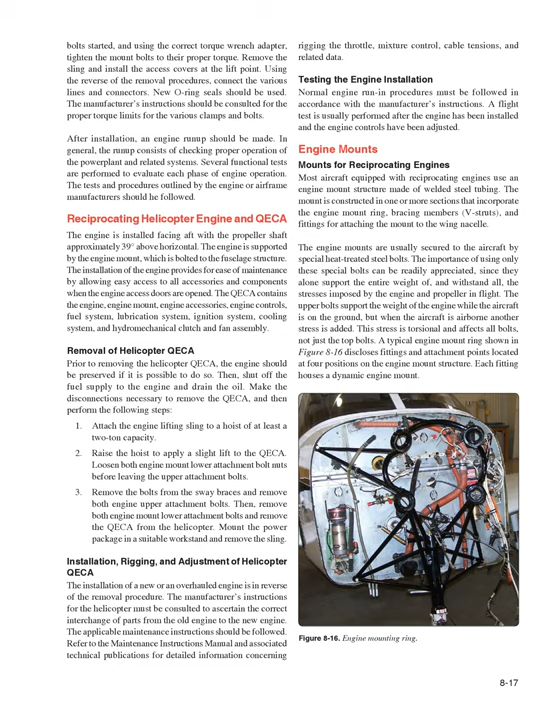 bolts started, and using the correct torque wrench adapter,
tighten the mount bolts to their proper torque. Remove the
sling and install the access covers at the lift point. Using
the reverse of the removal procedures, connect the various
lines and connectors. New O-ring seals should be used.
The manufacturer's instructions should be consulted for the
proper torque limits for the various clamps and bolts.
After installation, an engine runup should be made. In
general, the runup consists of checking proper operation of
the powerplant and related systems. Several functional tests
are performed to evaluate each phase of engine operation.
The tests and procedures outlined by the engine or airframe
manufacturers should be followed.
Reciprocating Helicopter Engine and QECA
The engine is installed facing aft with the propeller shaft
approximately 39° above horizontal. The engine is supported
by the engine mount, which is bolted to the fuselage structure.
The installation of the engine provides for ease of maintenance
by allowing easy access to all accessories and components
when the engine access doors are opened. The QECA contains
the engine, engine mount, engine accessories, engine controls,
fuel system, lubrication system, ignition system, cooling
system, and hydromechanical clutch and fan assembly.
Removal of Helicopter QECA
Prior to removing the helicopter QECA, the engine should
be preserved if it is possible to do so. Then, shut off the
fuel supply to the engine and drain the oil. Make the
disconnections necessary to remove the QECA, and then
perform the following steps:
1. Attach the engine lifting sling to a hoist of at least a
two-ton capacity.
2. Raise the hoist to apply a slight lift to the QECA.
Loosen both engine mount lower attachment bolt nuts
before leaving the upper attachment bolts.
3. Remove the bolts from the sway braces and remove
both engine upper attachment bolts. Then, remove
both engine mount lower attachment bolts and remove
the QECA from the helicopter. Mount the power
package in a suitable workstand and remove the sling.
Installation, Rigging, and Adjustment of Helicopter
QECA
The installation of a new or an overhauled engine is in reverse
of the removal procedure. The manufacturer's instructions
for the helicopter must be consulted to ascertain the correct
interchange of parts from the old engine to the new engine.
The applicable maintenance instructions should be followed.
Refer to the Maintenance Instructions Manual and associated
technical publications for detailed information concerning
rigging the throttle, mixture control, cable tensions, and
related data.
Testing the Engine Installation
Normal engine run-in procedures must be followed in
accordance with the manufacturer's instructions. A flight
test is usually performed after the engine has been installed
and the engine controls have been adjusted.
Engine Mounts
Mounts for Reciprocating Engines
Most aircraft equipped with reciprocating engines use an
engine mount structure made of welded steel tubing. The
mount is constructed in one or more sections that incorporate
the engine mount ring, bracing members (V-struts), and
fittings for attaching the mount to the wing nacelle.
The engine mounts are usually secured to the aircraft by
special heat-treated steel bolts. The importance of using only
these special bolts can be readily appreciated, since they
alone support the entire weight of, and withstand all, the
stresses imposed by the engine and propeller in flight. The
upper bolts support the weight of the engine while the aircraft
is on the ground, but when the aircraft is airborne another
stress is added. This stress is torsional and affects all bolts,
not just the top bolts. A typical engine mount ring shown in
Figure 8-16 discloses fittings and attachment points located
at four positions on the engine mount structure. Each fitting
houses a dynamic engine mount.
Figure 8-16. Engine mounting ring.
8-17